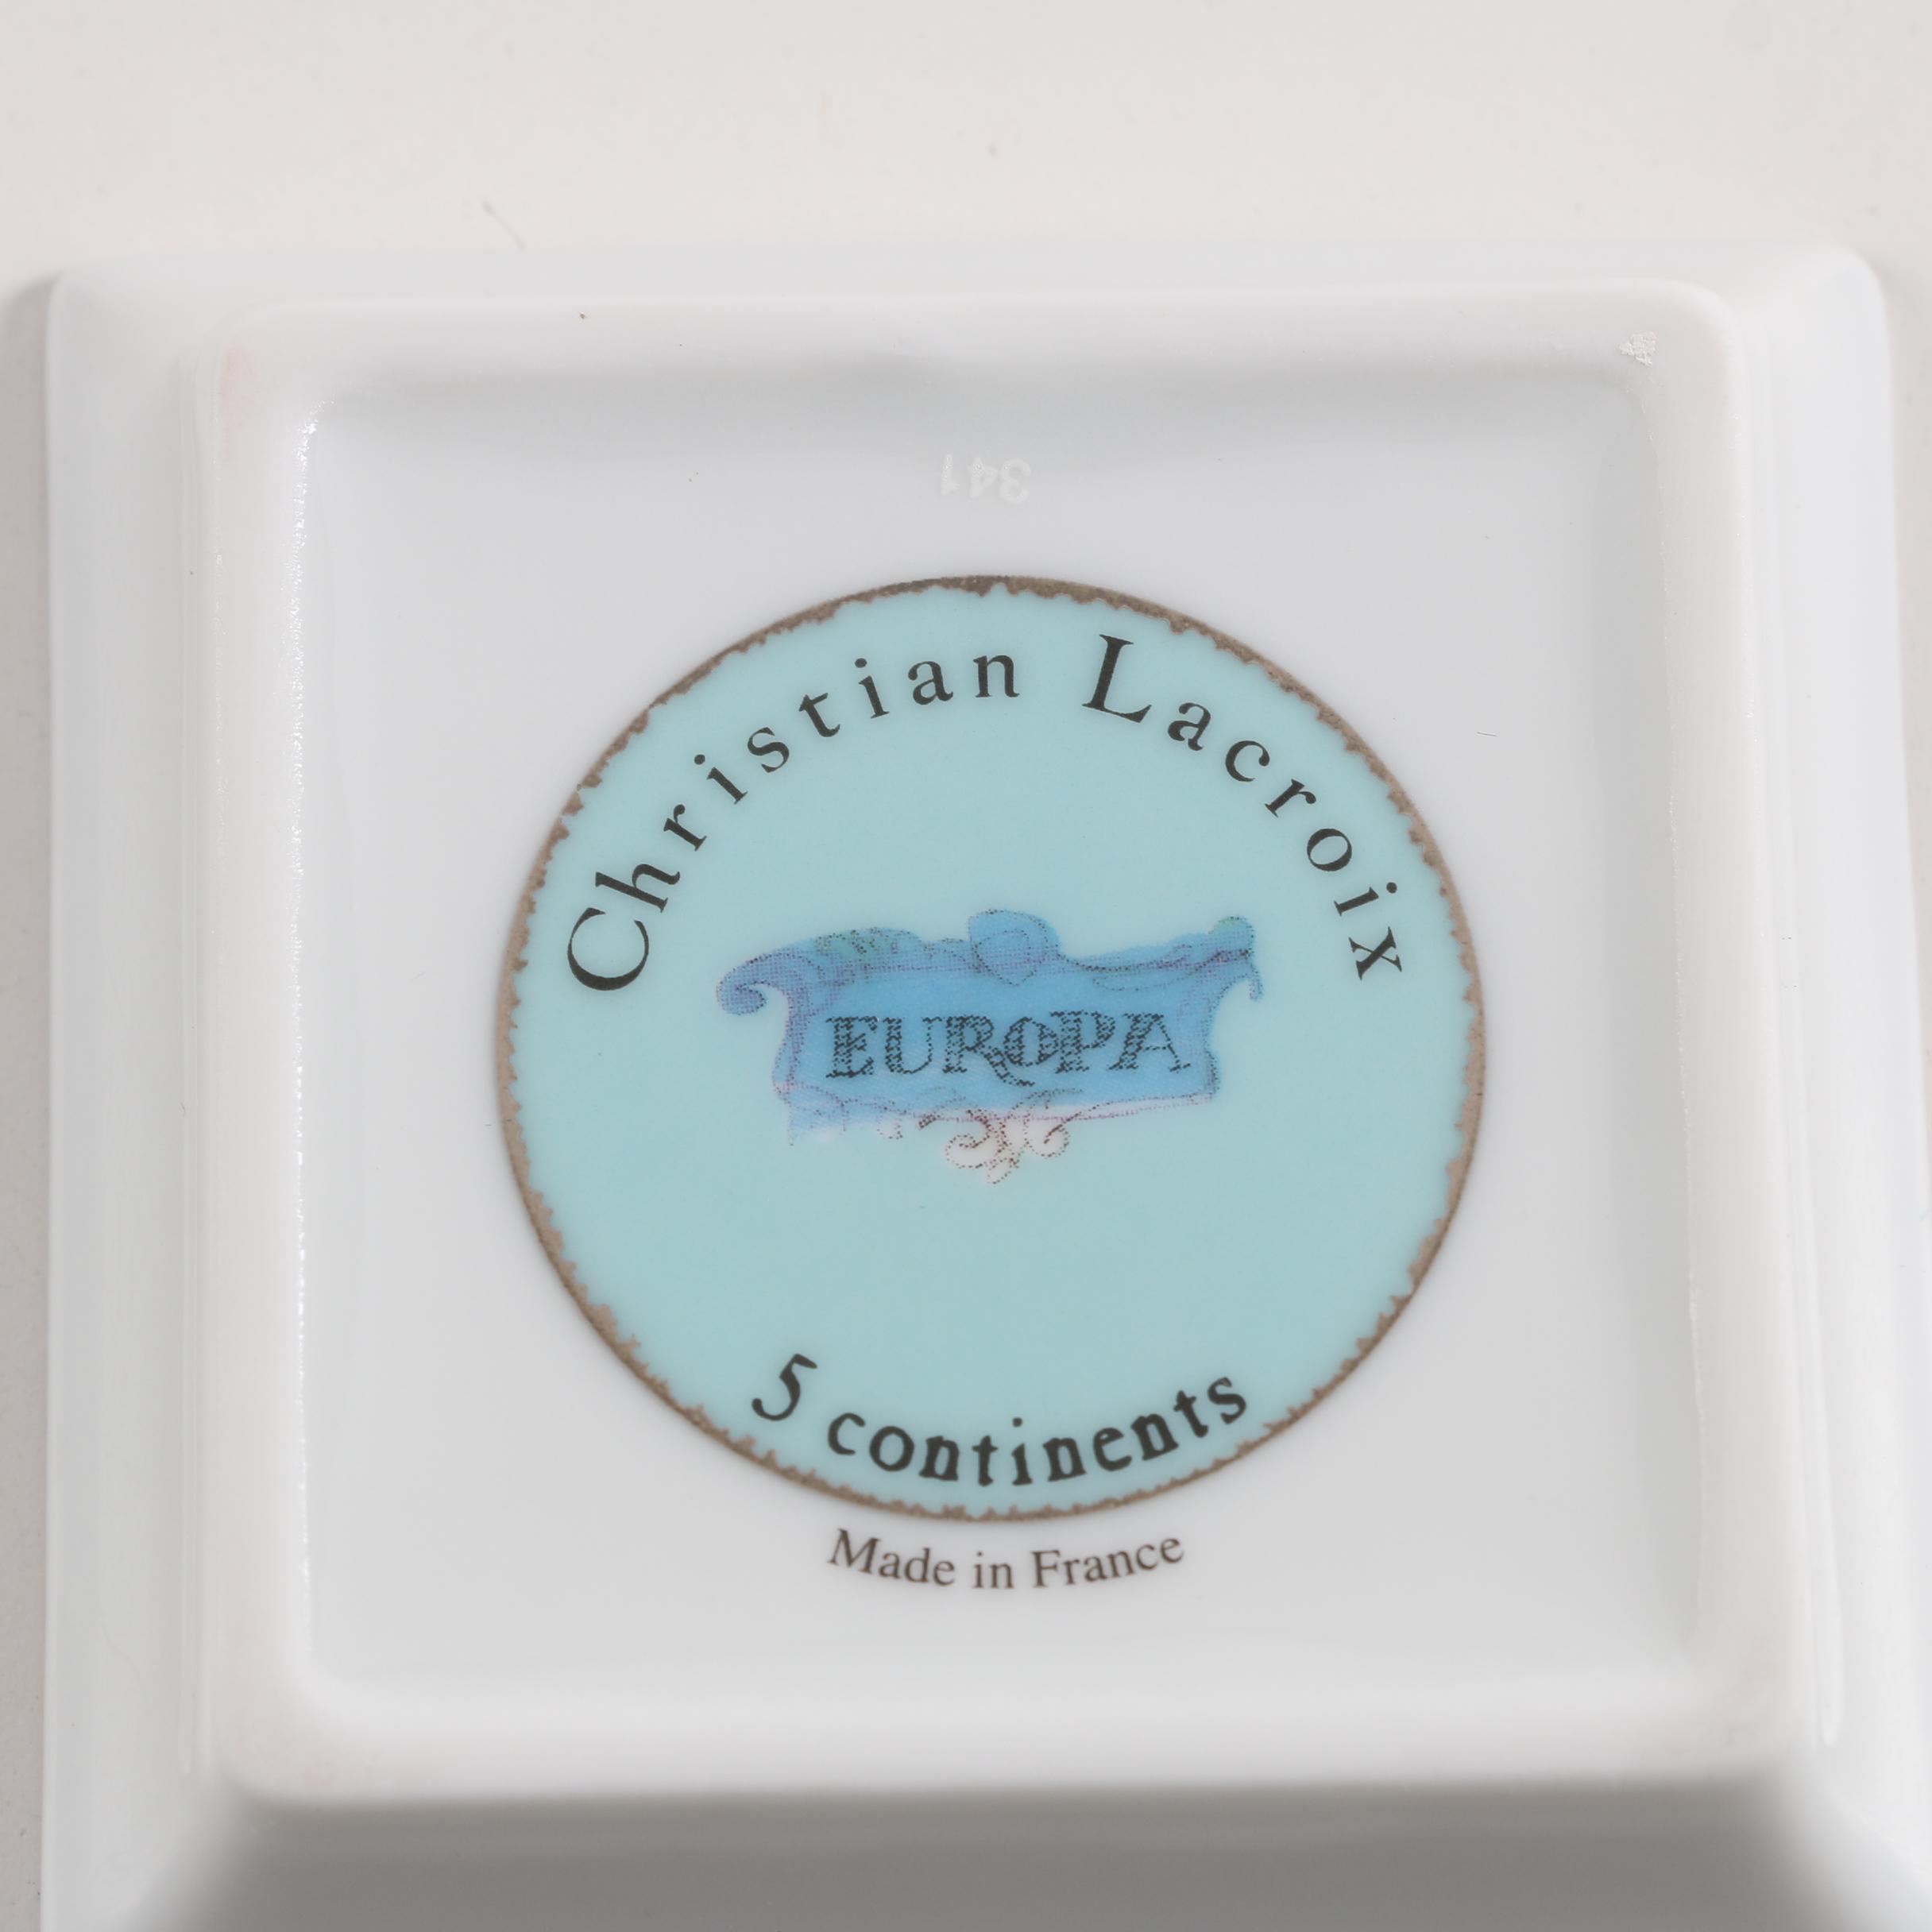 341
Christian Lacroix
EUROPA
5 continents
Made in France